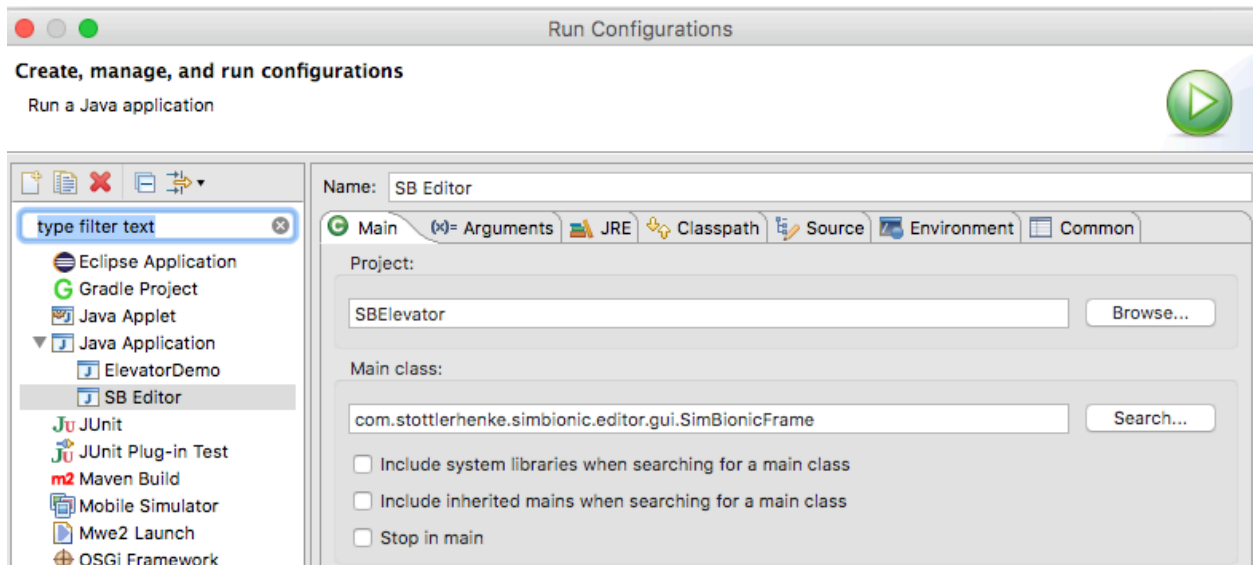 Run Configurations
Create, manage, and run configurations
Run a Java application
Name: SB Editor
type filter text
Main (x)= Arguments JRE Classpath Source Environment Common
Eclipse Application
Gradle Project
Java Applet
Java Application
ElevatorDemo
SB Editor
JUnit
JUnit Plug-in Test
Maven Build
Mobile Simulator
Mwe2 Launch
OSGi Framework
Project:
SBElevator Browse...
Main class:
com.stottlerhenke.simbionic.editor.gui.SimBionicFrame Search...
Include system libraries when searching for a main class
Include inherited mains when searching for a main class
Stop in main